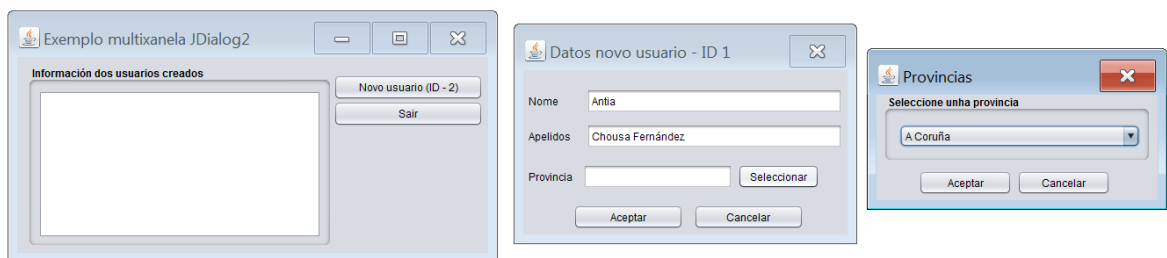 Exemplo multixanela JDialog2
Información dos usuarios creados
Novo usuario (ID - 2)
Sair
Datos novo usuario - ID 1
Nome
Antia
Apelidos
Chousa Fernández
Provincia
Seleccionar
Aceptar
Cancelar
Provincias
Seleccione unha provincia
A Coruña
Aceptar
Cancelar